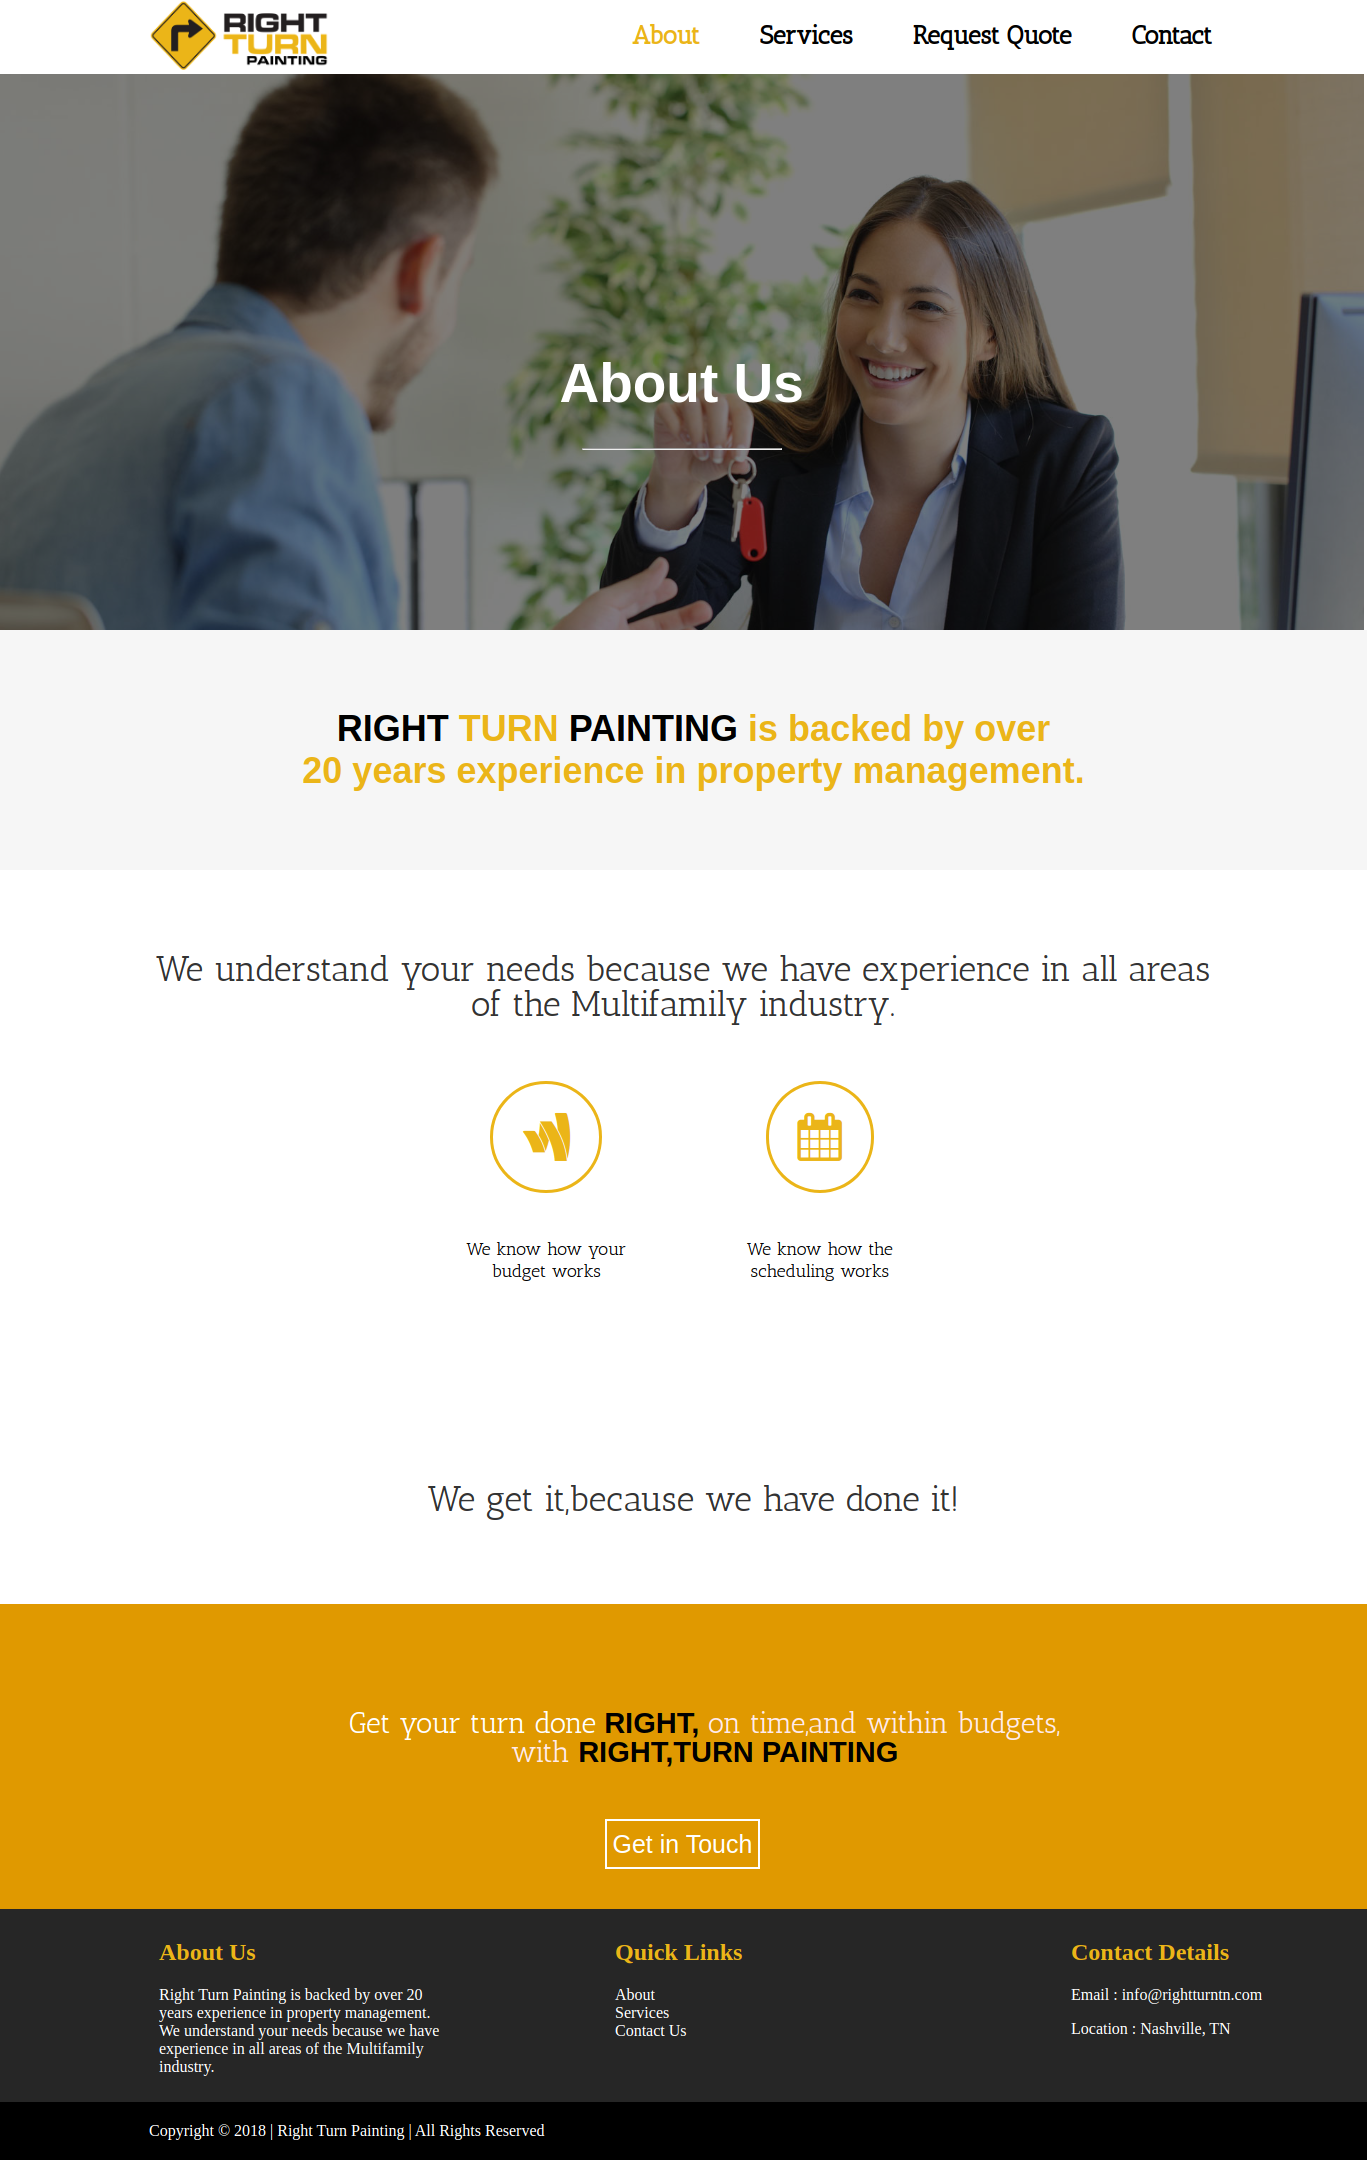 RIGHT
TURN
PAINTING
About Services Request Quote Contact
About Us
RIGHT TURN PAINTING is backed by over
20 years experience in property management.
We understand your needs because we have experience in all areas
of the Multifamily industry.
We know how your
budget works
We know how the
scheduling works
We get it,because we have done it!
Get your turn done RIGHT, on time,and within budgets,
with RIGHT,TURN PAINTING
Get in Touch
About Us
Right Turn Painting is backed by over 20
years experience in property management.
We understand your needs because we have
experience in all areas of the Multifamily
industry.
Quick Links
About
Services
Contact Us
Contact Details
Email : info@rightturntn.com
Location : Nashville, TN
Copyright © 2018 | Right Turn Painting | All Rights Reserved